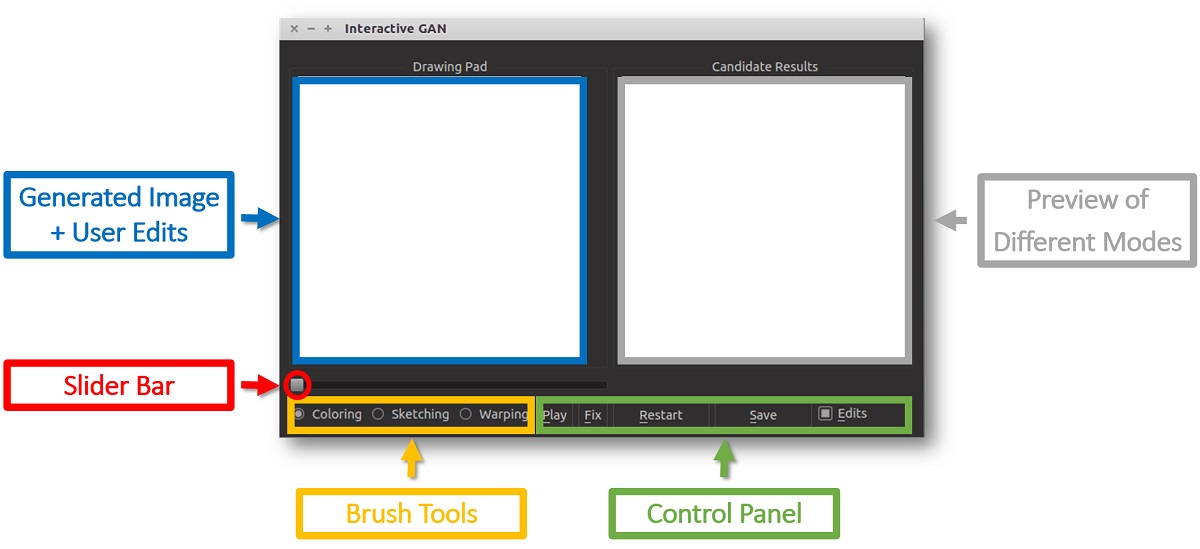 Interactive GAN
Drawing Pad
Candidate Results
Generated Image
+ User Edits
Preview of
Different Modes
Slider Bar
Coloring Sketching Warping Play Fix Restart Save Edits
Brush Tools
Control Panel